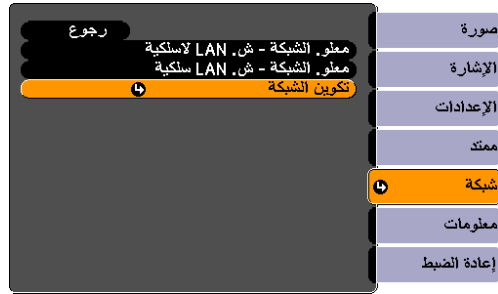 رجوع
معلو. الشبكة - ش. LAN لاسلكية
معلو. الشبكة - ش. LAN سلكية
تكوين الشبكة
صورة
الإشارة
الإعدادات
ممتد
شبكة
معلومات
إعادة الضبط